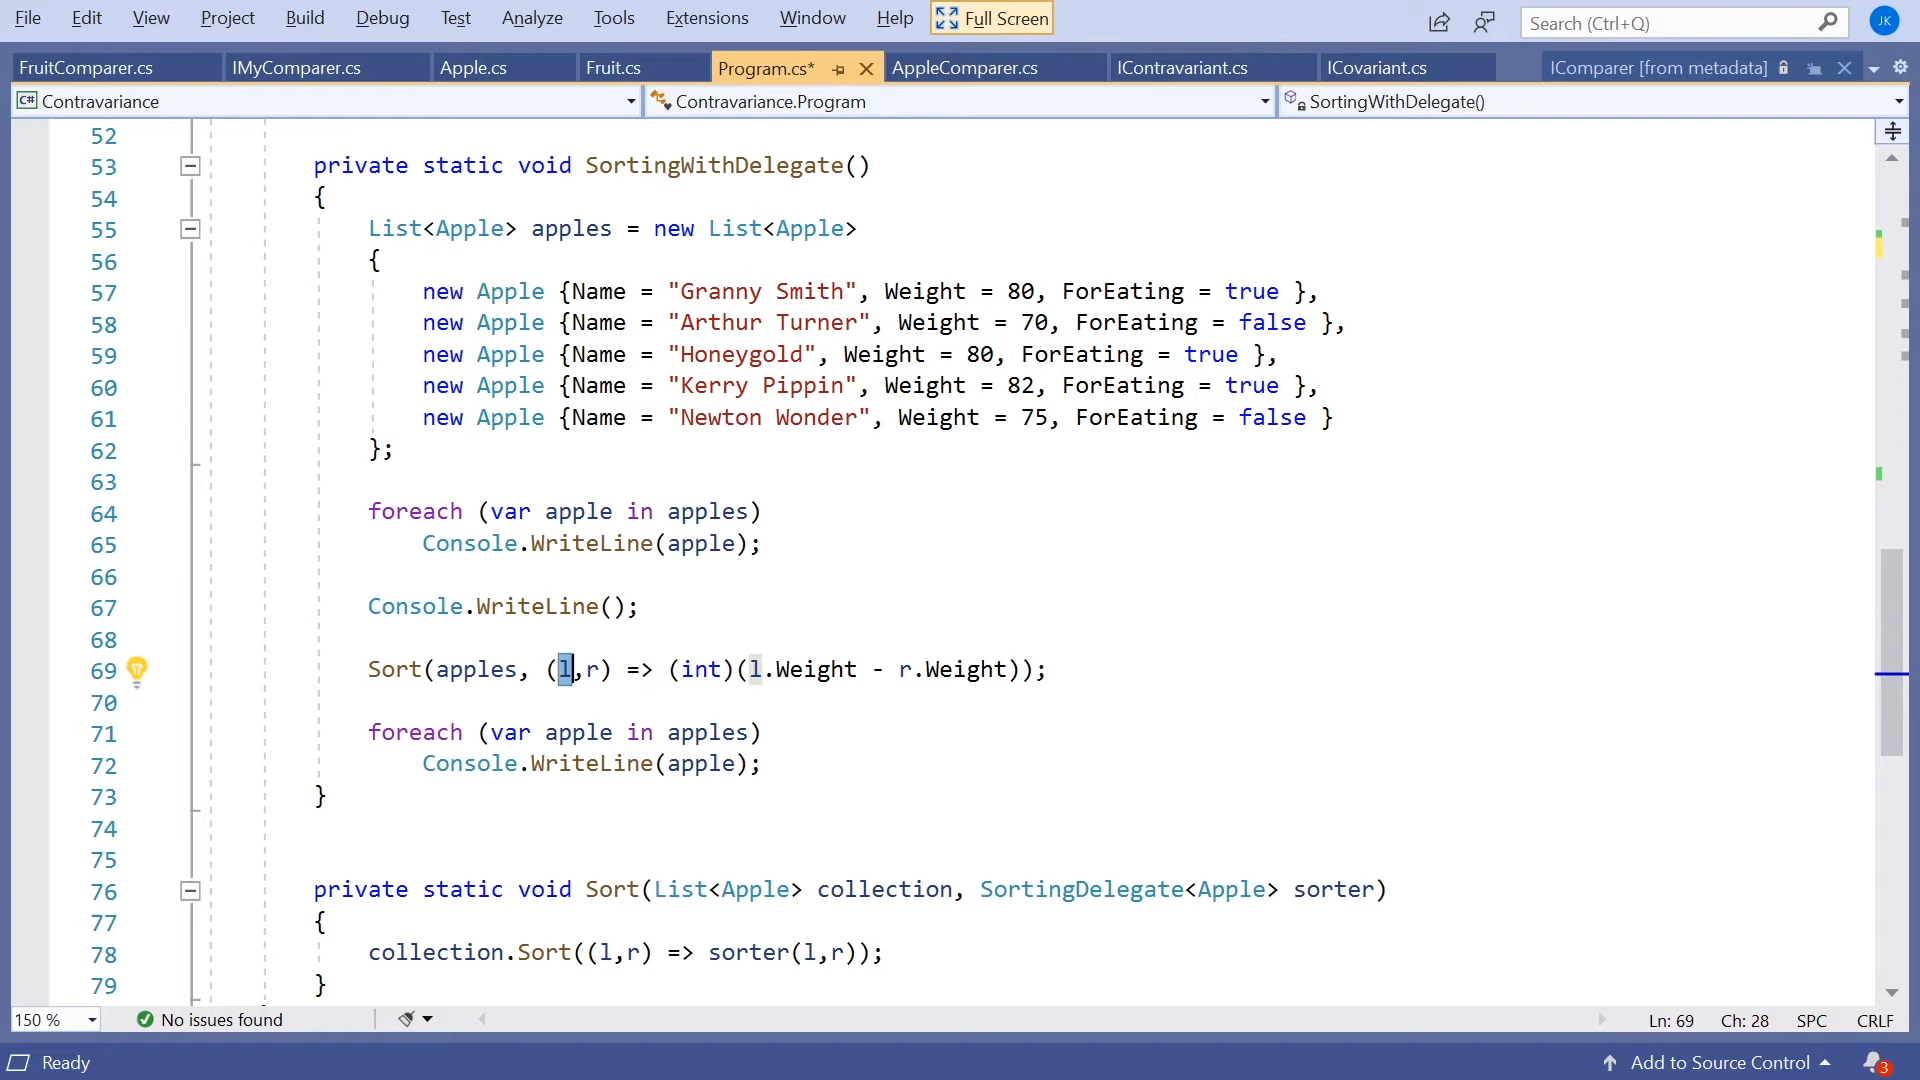 File Edit View Project Build Debug Test Analyze Tools Extensions Window Help Full Screen Search (Ctrl+Q) JK
FruitComparer.cs IMyComparer.cs Apple.cs Fruit.cs Program.cs* AppleComparer.cs IContravariant.cs ICovariant.cs IComparer [from metadata]
C# Contravariance Contravariance.Program SortingWithDelegate()
52
53 private static void SortingWithDelegate()
54 {
55 List<Apple> apples = new List<Apple>
56 {
57 new Apple {Name = "Granny Smith", Weight = 80, ForEating = true },
58 new Apple {Name = "Arthur Turner", Weight = 70, ForEating = false },
59 new Apple {Name = "Honeygold", Weight = 80, ForEating = true },
60 new Apple {Name = "Kerry Pippin", Weight = 82, ForEating = true },
61 new Apple {Name = "Newton Wonder", Weight = 75, ForEating = false }
62 };
63
64 foreach (var apple in apples)
65 Console.WriteLine(apple);
66
67 Console.WriteLine();
68
69 Sort(apples, (l,r) => (int)(l.Weight - r.Weight));
70
71 foreach (var apple in apples)
72 Console.WriteLine(apple);
73 }
74
75
76 private static void Sort(List<Apple> collection, SortingDelegate<Apple> sorter)
77 {
78 collection.Sort((l,r) => sorter(l,r));
79 }
150 % No issues found Ln: 69 Ch: 28 SPC CRLF
Ready Add to Source Control 3